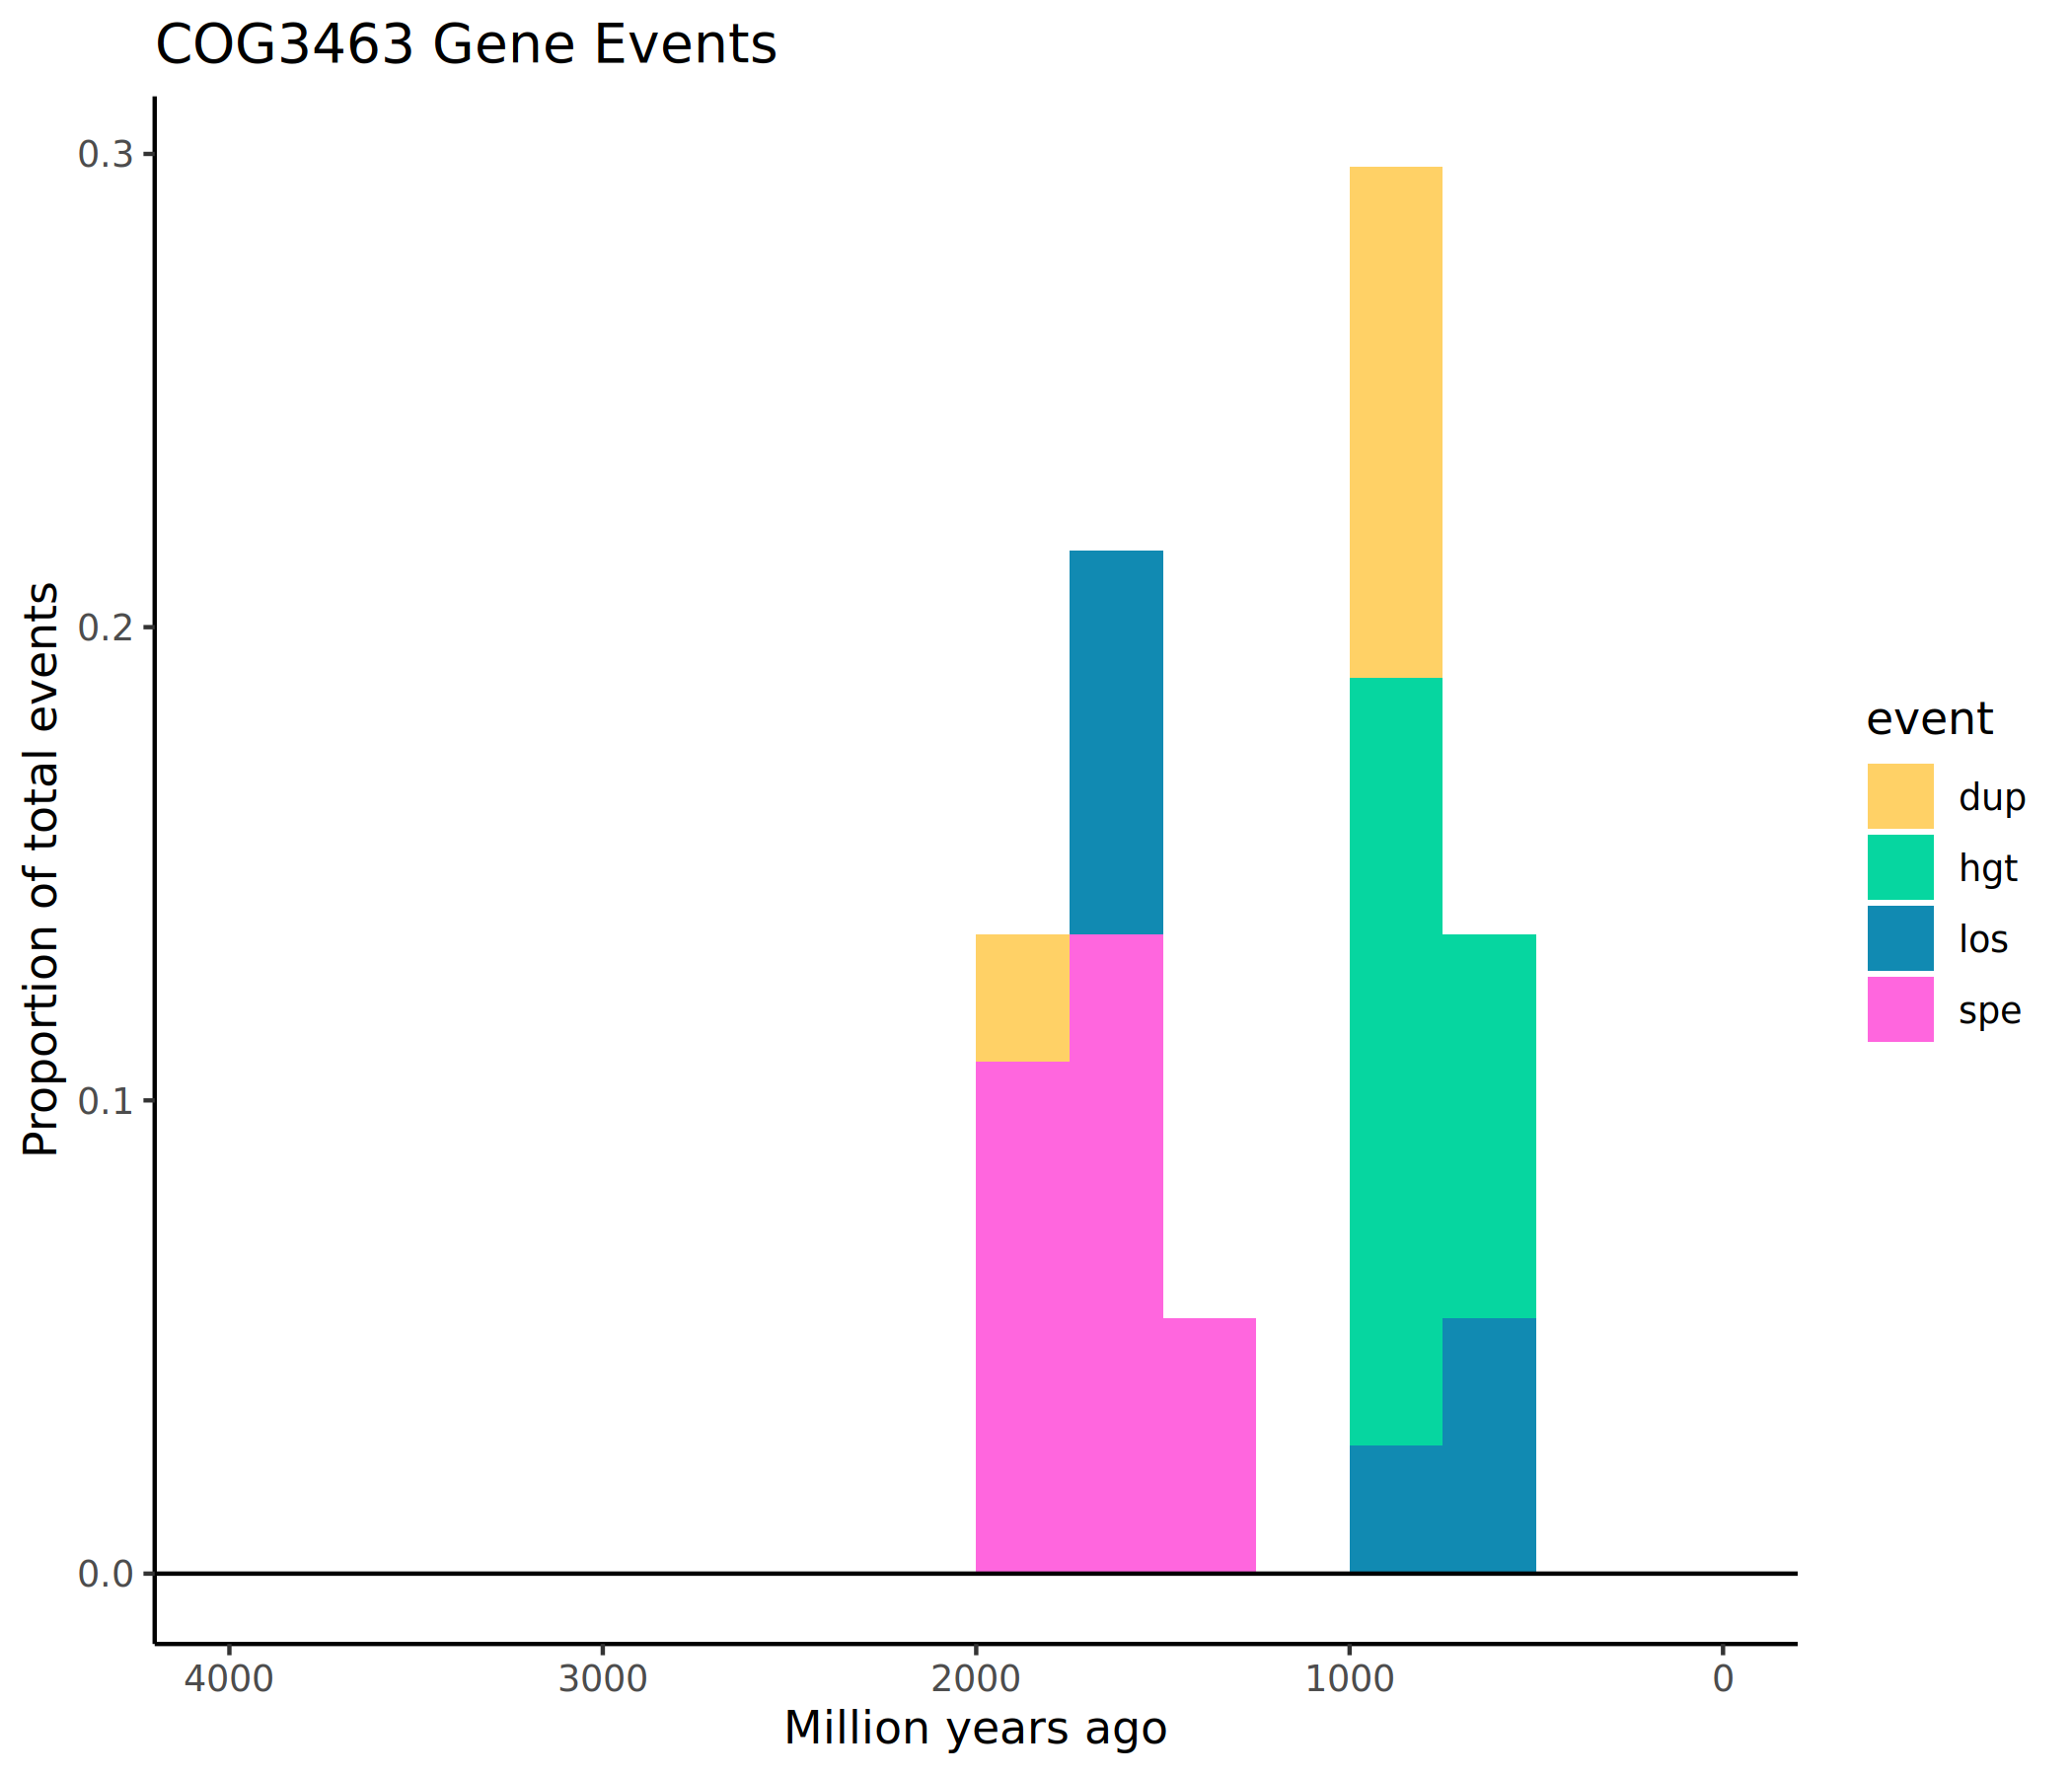 COG3463 Gene Events
Proportion of total events
0.3
0.2
0.1
0.0
4000 3000 2000 1000 0
Million years ago
event
dup
hgt
los
spe